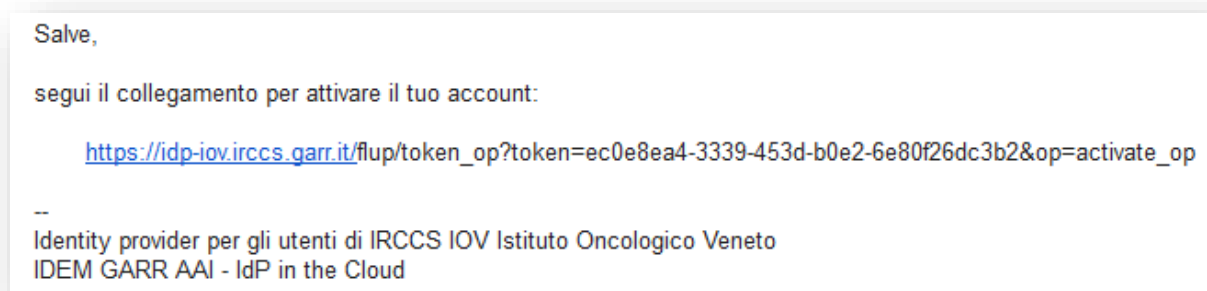 Salve,
segui il collegamento per attivare il tuo account:
https://idp-iov.irccs.garr.it/flup/token_op?token=ec0e8ea4-3339-453d-b0e2-6e80f26dc3b2&op=activate_op
--
Identity provider per gli utenti di IRCCS IOV Istituto Oncologico Veneto
IDEM GARR AAI - IdP in the Cloud